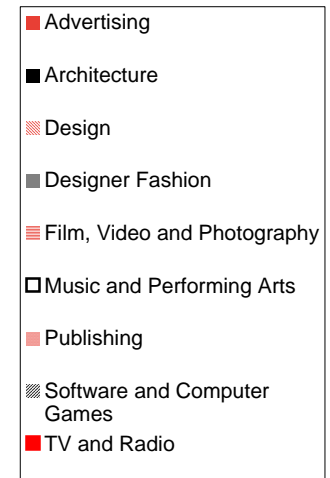 Advertising
Architecture
Design
Designer Fashion
Film, Video and Photography
Music and Performing Arts
Publishing
Software and Computer
Games
TV and Radio